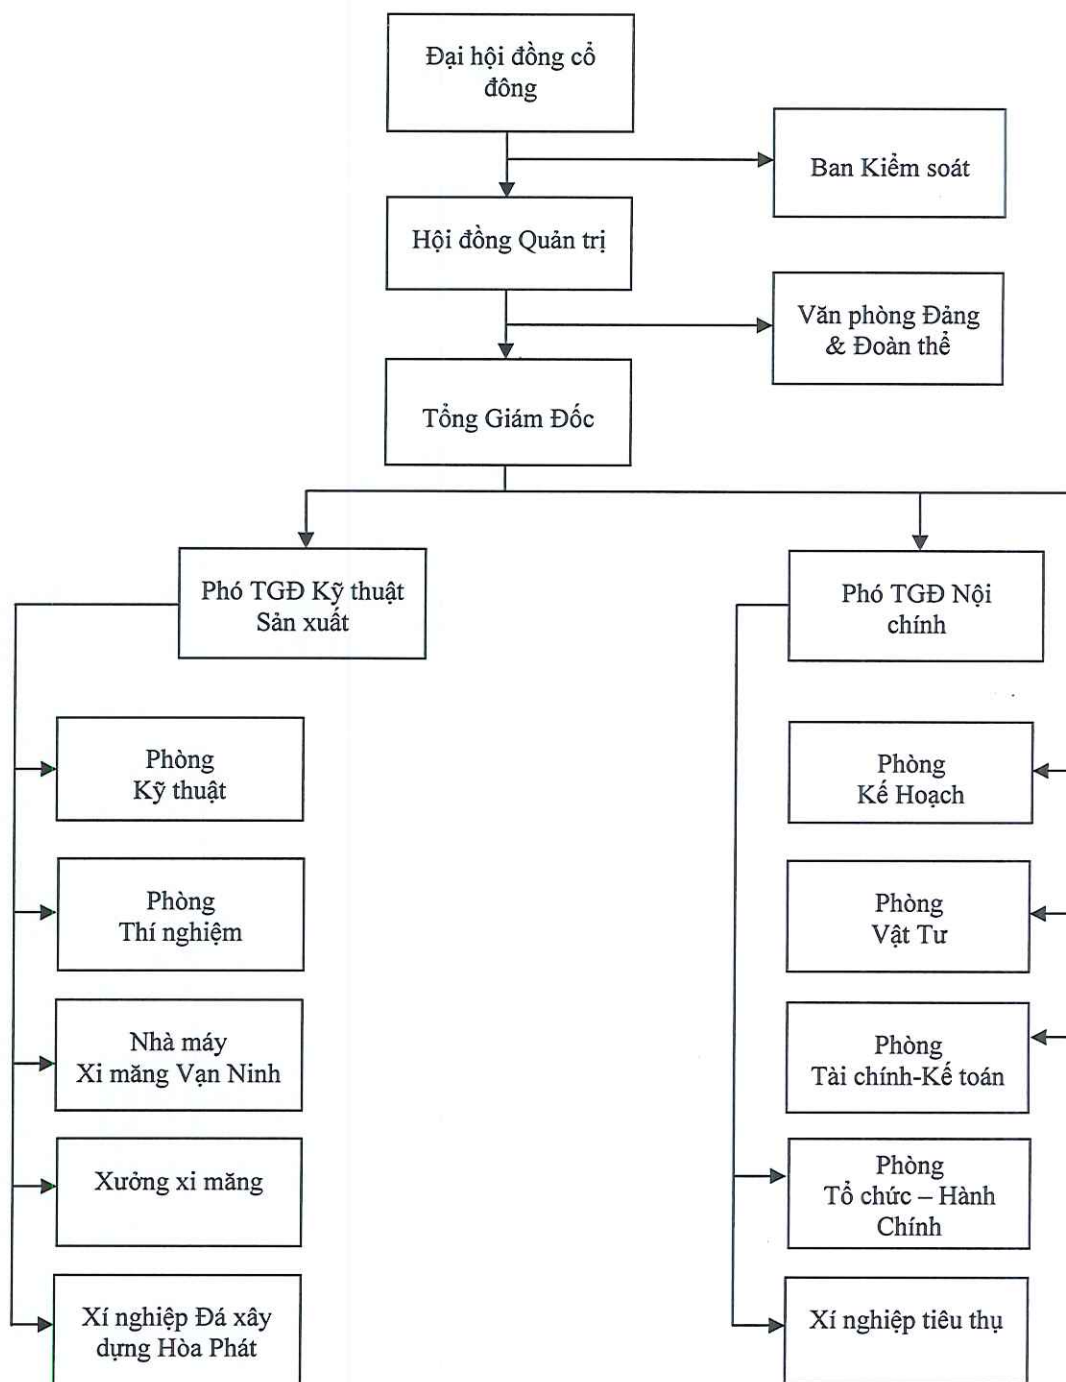 Đại hội đồng cổ
đông
Ban Kiểm soát
Hội đồng Quản trị
Văn phòng Đảng
& Đoàn thể
Tổng Giám Đốc
Phó TGĐ Kỹ thuật
Sản xuất
Phó TGĐ Nội
chính
Phòng
Kỹ thuật
Phòng
Kế Hoạch
Phòng
Thí nghiệm
Phòng
Vật Tư
Nhà máy
Xi măng Vạn Ninh
Phòng
Tài chính-Kế toán
Xưởng xi măng
Phòng
Tổ chức – Hành
Chính
Xí nghiệp Đá xây
dựng Hòa Phát
Xí nghiệp tiêu thụ